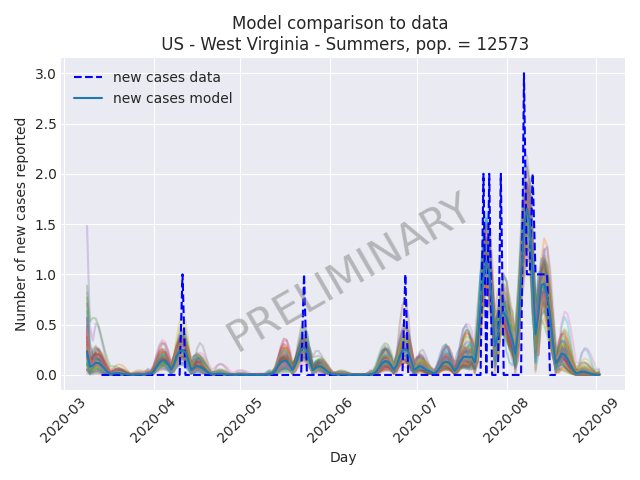 Model comparison to data
US - West Virginia - Summers, pop. = 12573
new cases data
new cases model
Number of new cases reported
3.0
2.5
2.0
1.5
1.0
0.5
0.0
PRELIMINARY
2020-03
2020-04
2020-05
2020-06
2020-07
2020-08
2020-09
Day